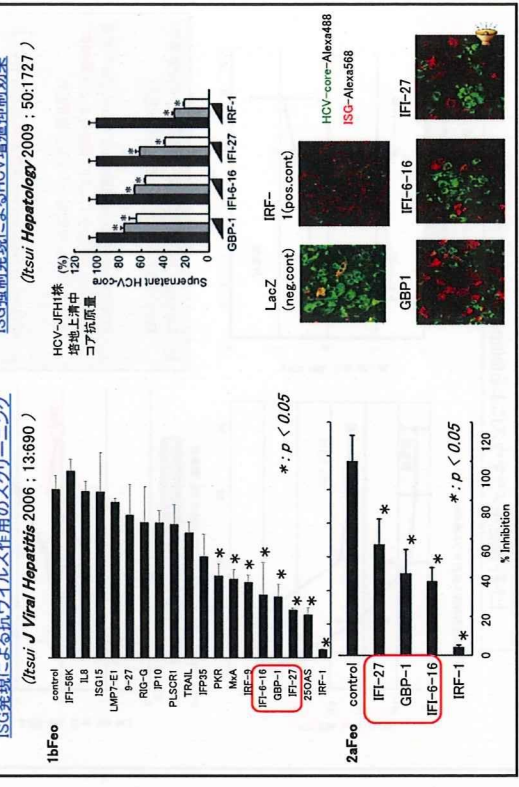 ISG発現による抗ウイルス作用のスクリーニング
(Itsui J Viral Hepatitis 2006 ; 13:690 )
1bFeo
control
IFI-56K
IL8
ISG15
LMP7-E1
9-27
RIG-G
IP10
PLSCR1
TRAIL
IFP35
PKR
MxA
IRF-9
IFI-6-16
GBP-1
IFI-27
25OAS
IRF-1
* : p < 0.05
2aFeo
control
IFI-27
GBP-1
IFI-6-16
IRF-1
* : p < 0.05
0 20 40 60 80 100 120
% Inhibition
ISG強制発現によるHCV増殖抑制効果
(Itsui Hepatology 2009 ; 50:1727 )
HCV-JFH1株
培地上清中
コア抗原量
(%)
120
100
80
60
40
20
0
Supernatant HCV-core
GBP-1 IFI-6-16 IFI-27 IRF-1
LacZ
(neg.cont)
IRF-
1(pos.cont)
HCV-core-Alexa488
ISG-Alexa568
GBP1
IFI-6-16
IFI-27